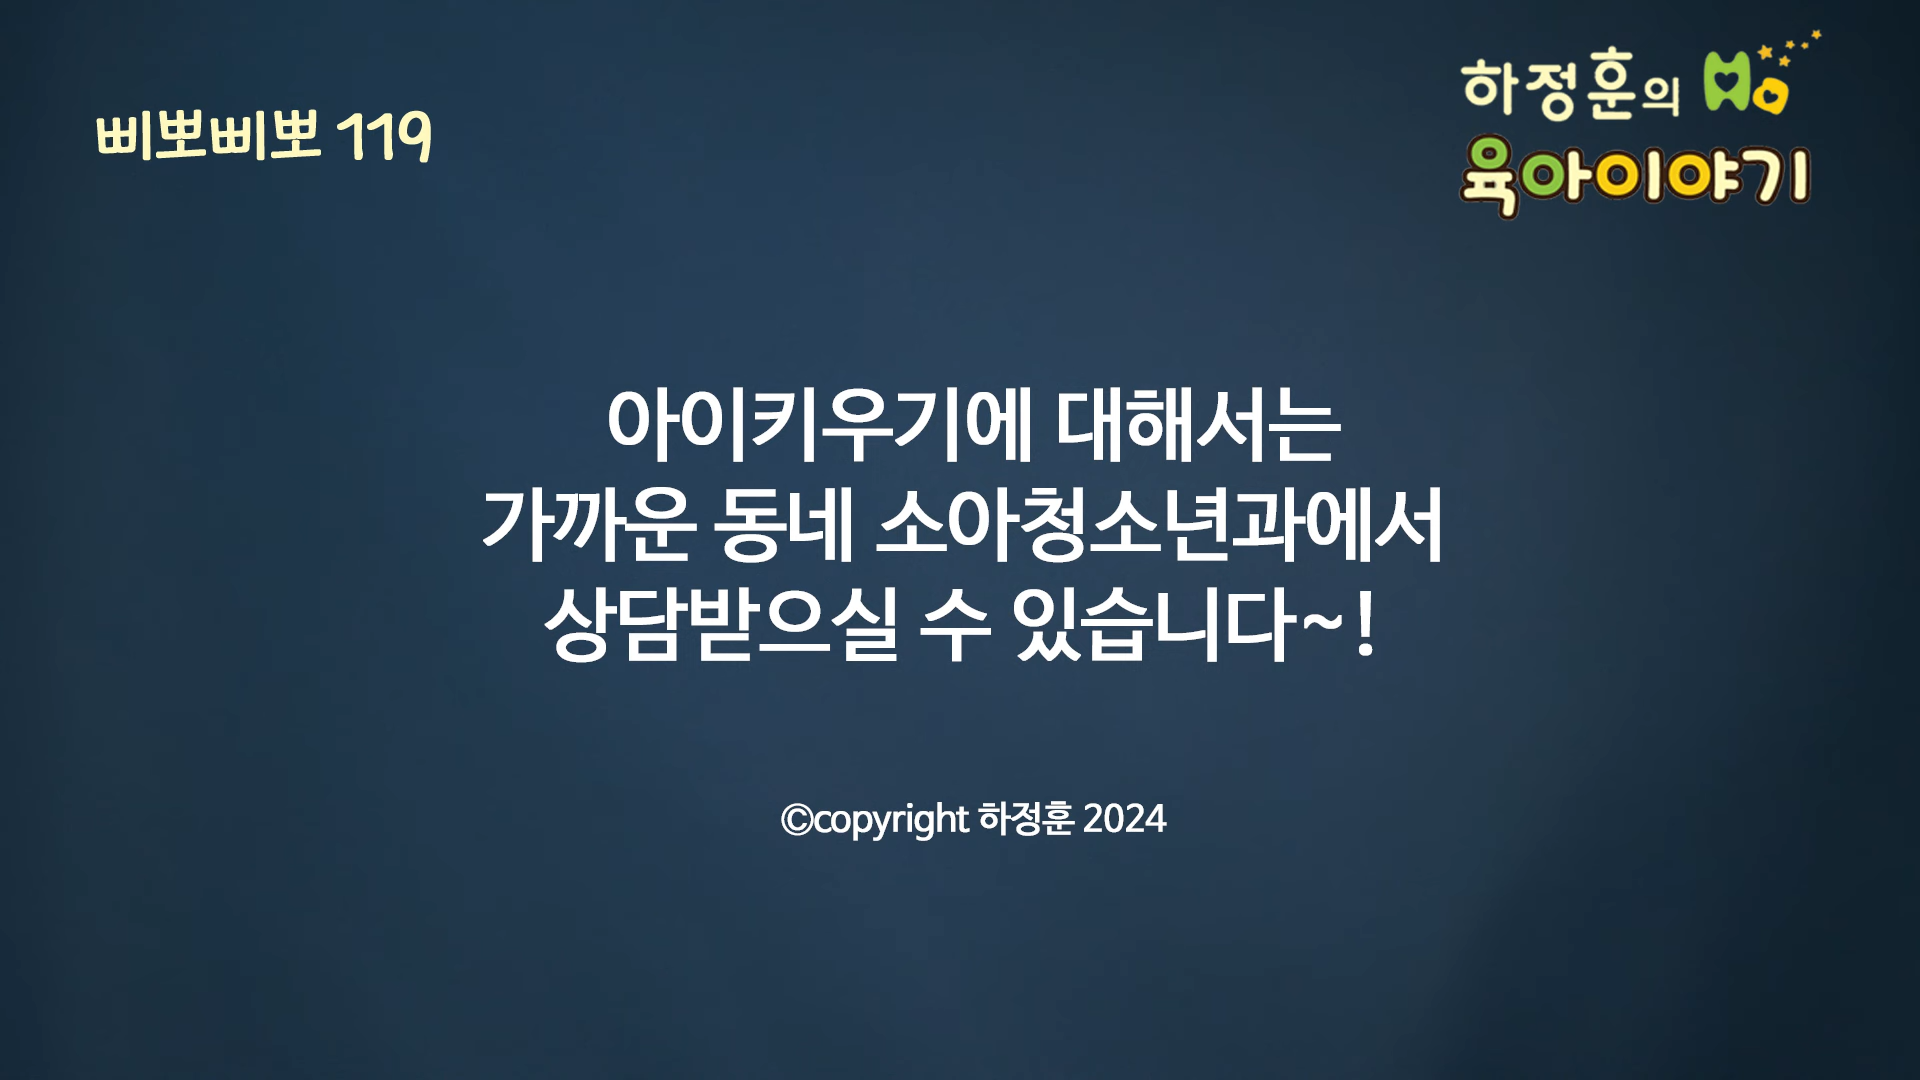 삐뽀삐뽀 119
하정훈의
육아이야기
아이키우기에 대해서는
가까운 동네 소아청소년과에서
상담받으실 수 있습니다~!
©copyright 하정훈 2024